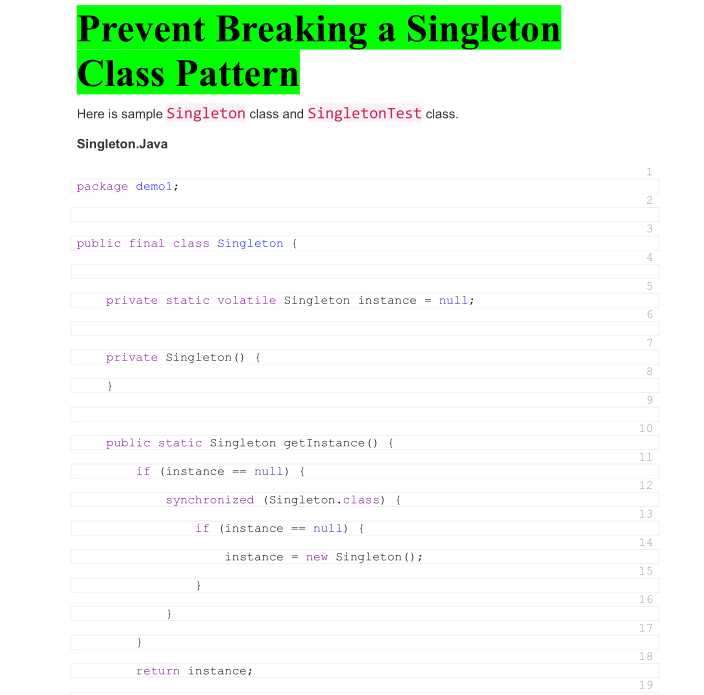 Prevent Breaking a Singleton
Class Pattern
Here is sample Singleton class and SingletonTest class.
Singleton.Java
1
package demo1;
2
3
public final class Singleton {
4
5
private static volatile Singleton instance = null;
6
7
private Singleton() {
8
}
9
10
public static Singleton getInstance() {
11
if (instance == null) {
12
synchronized (Singleton.class) {
13
if (instance == null) {
14
instance = new Singleton();
15
}
16
}
17
}
18
return instance;
19